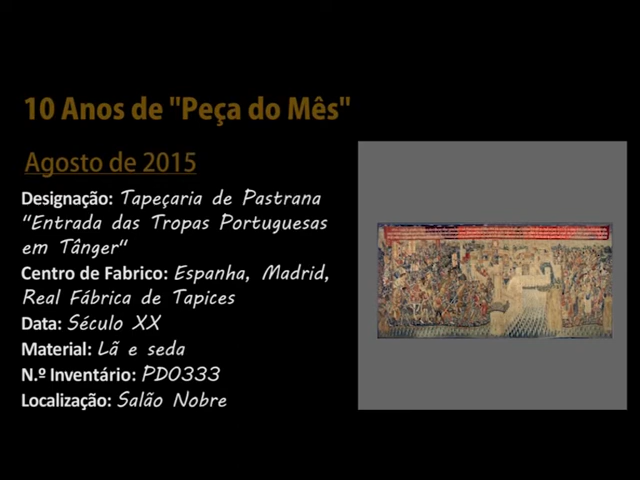 10 Anos de "Peça do Mês"
Agosto de 2015
Designação: Tapeçaria de Pastrana
"Entrada das Tropas Portuguesas
em Tânger"
Centro de Fabrico: Espanha, Madrid,
Real Fábrica de Tapices
Data: Século XX
Material: Lã e seda
N.º Inventário: PD0333
Localização: Salão Nobre